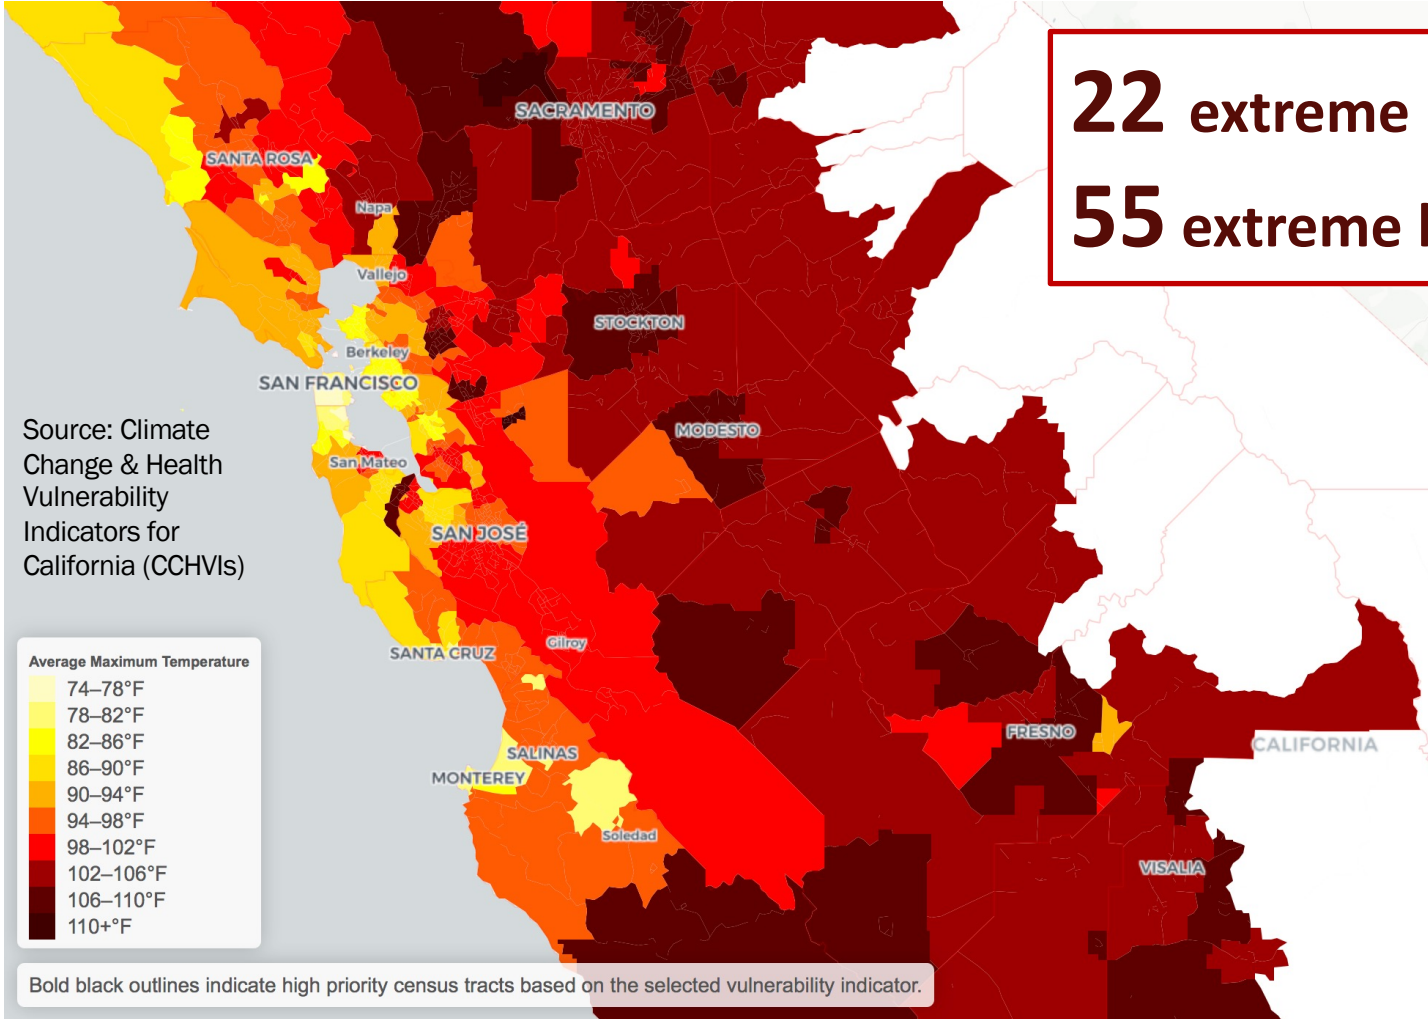 22 extreme
55 extreme
SACRAMENTO
SANTA ROSA
Napa
Vallejo
STOCKTON
Berkeley
SAN FRANCISCO
MODESTO
Source: Climate
Change & Health
Vulnerability
Indicators for
California (CCHVIs)
San Mateo
SAN JOSÉ
Gilroy
SANTA CRUZ
FRESNO
CALIFORNIA
SALINAS
MONTEREY
Soledad
VISALIA
Average Maximum Temperature
74–78°F
78–82°F
82–86°F
86–90°F
90–94°F
94–98°F
98–102°F
102–106°F
106–110°F
110+°F
Bold black outlines indicate high priority census tracts based on the selected vulnerability indicator.